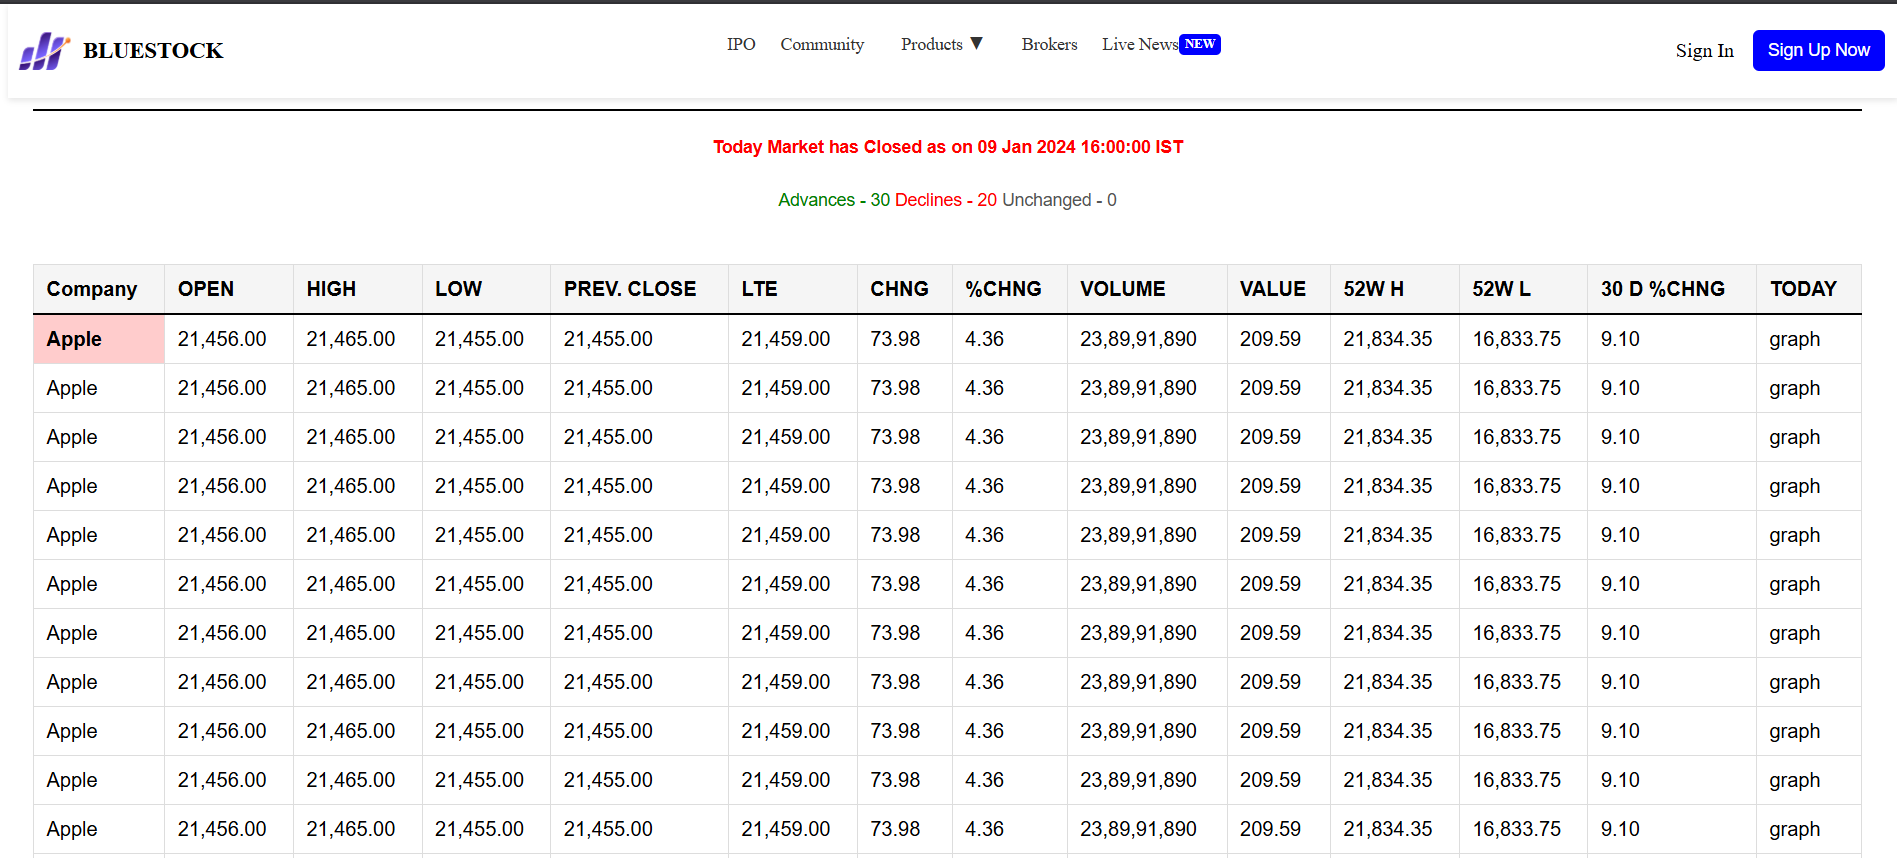 BLUESTOCK IPO Community Products ▼ Brokers Live News NEW Sign In Sign Up Now
Today Market has Closed as on 09 Jan 2024 16:00:00 IST
Advances - 30 Declines - 20 Unchanged - 0
Company OPEN HIGH LOW PREV. CLOSE LTE CHNG %CHNG VOLUME VALUE 52W H 52W L 30 D %CHNG TODAY
Apple 21,456.00 21,465.00 21,455.00 21,455.00 21,459.00 73.98 4.36 23,89,91,890 209.59 21,834.35 16,833.75 9.10 graph
Apple 21,456.00 21,465.00 21,455.00 21,455.00 21,459.00 73.98 4.36 23,89,91,890 209.59 21,834.35 16,833.75 9.10 graph
Apple 21,456.00 21,465.00 21,455.00 21,455.00 21,459.00 73.98 4.36 23,89,91,890 209.59 21,834.35 16,833.75 9.10 graph
Apple 21,456.00 21,465.00 21,455.00 21,455.00 21,459.00 73.98 4.36 23,89,91,890 209.59 21,834.35 16,833.75 9.10 graph
Apple 21,456.00 21,465.00 21,455.00 21,455.00 21,459.00 73.98 4.36 23,89,91,890 209.59 21,834.35 16,833.75 9.10 graph
Apple 21,456.00 21,465.00 21,455.00 21,455.00 21,459.00 73.98 4.36 23,89,91,890 209.59 21,834.35 16,833.75 9.10 graph
Apple 21,456.00 21,465.00 21,455.00 21,455.00 21,459.00 73.98 4.36 23,89,91,890 209.59 21,834.35 16,833.75 9.10 graph
Apple 21,456.00 21,465.00 21,455.00 21,455.00 21,459.00 73.98 4.36 23,89,91,890 209.59 21,834.35 16,833.75 9.10 graph
Apple 21,456.00 21,465.00 21,455.00 21,455.00 21,459.00 73.98 4.36 23,89,91,890 209.59 21,834.35 16,833.75 9.10 graph
Apple 21,456.00 21,465.00 21,455.00 21,455.00 21,459.00 73.98 4.36 23,89,91,890 209.59 21,834.35 16,833.75 9.10 graph
Apple 21,456.00 21,465.00 21,455.00 21,455.00 21,459.00 73.98 4.36 23,89,91,890 209.59 21,834.35 16,833.75 9.10 graph